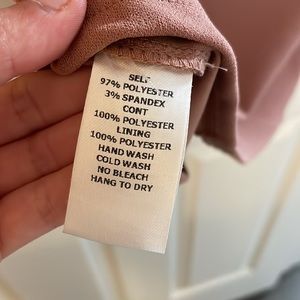 SELF
97% POLYESTER
3% SPANDEX
CONT
100% POLYESTER
LINING
100% POLYESTER
HAND WASH
COLD WASH
NO BLEACH
HANG TO DRY